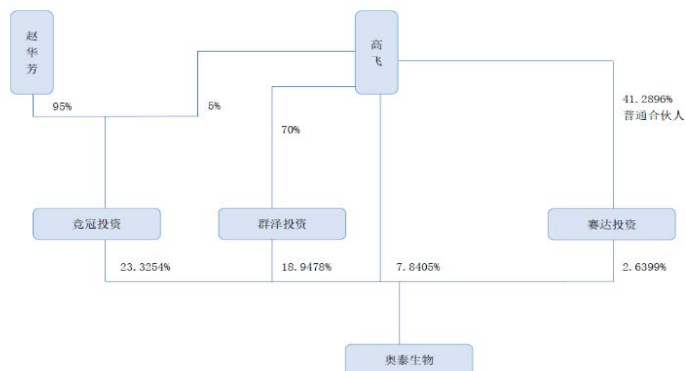 赵
华
芳
高
飞
95%
5%
70%
41.2896%
普通合伙人
竞冠投资
群泽投资
赛达投资
23.3254%
18.9478%
7.8405%
2.6399%
奥泰生物